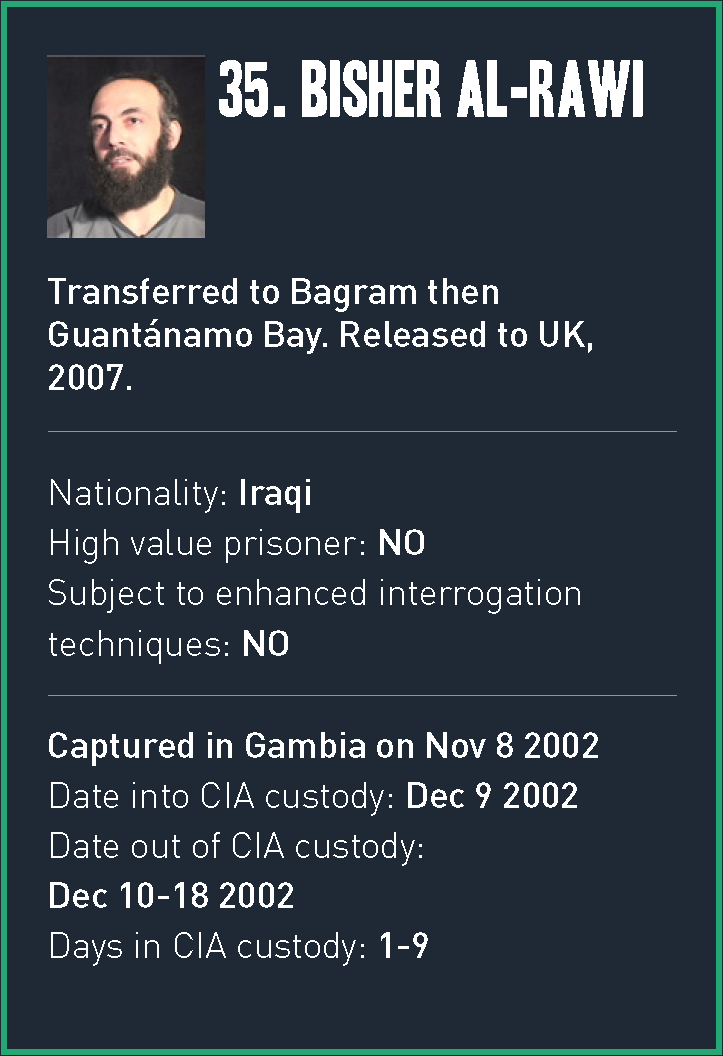 35. BISHER AL-RAWI
Transferred to Bagram then
Guantánamo Bay. Released to UK,
2007.
Nationality: Iraqi
High value prisoner: NO
Subject to enhanced interrogation
techniques: NO
Captured in Gambia on Nov 8 2002
Date into CIA custody: Dec 9 2002
Date out of CIA custody:
Dec 10-18 2002
Days in CIA custody: 1-9